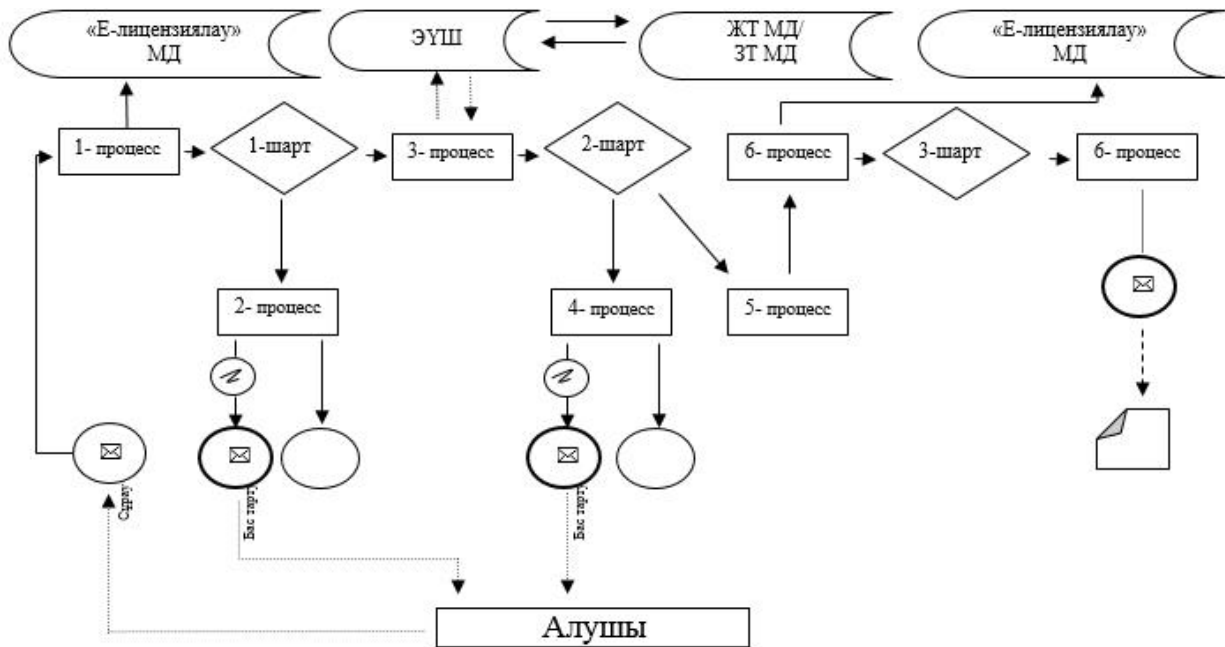 «Е-лицензиялау»
МД
ЭҮШ
ЖТ МД/
ЗТ МД
«Е-лицензиялау»
МД
1- процесс
1-шарт
3- процесс
2-шарт
6- процесс
3-шарт
6- процесс
2- процесс
4- процесс
5- процесс
Сұрау
Бас тарту
Бас тарту
Алушы